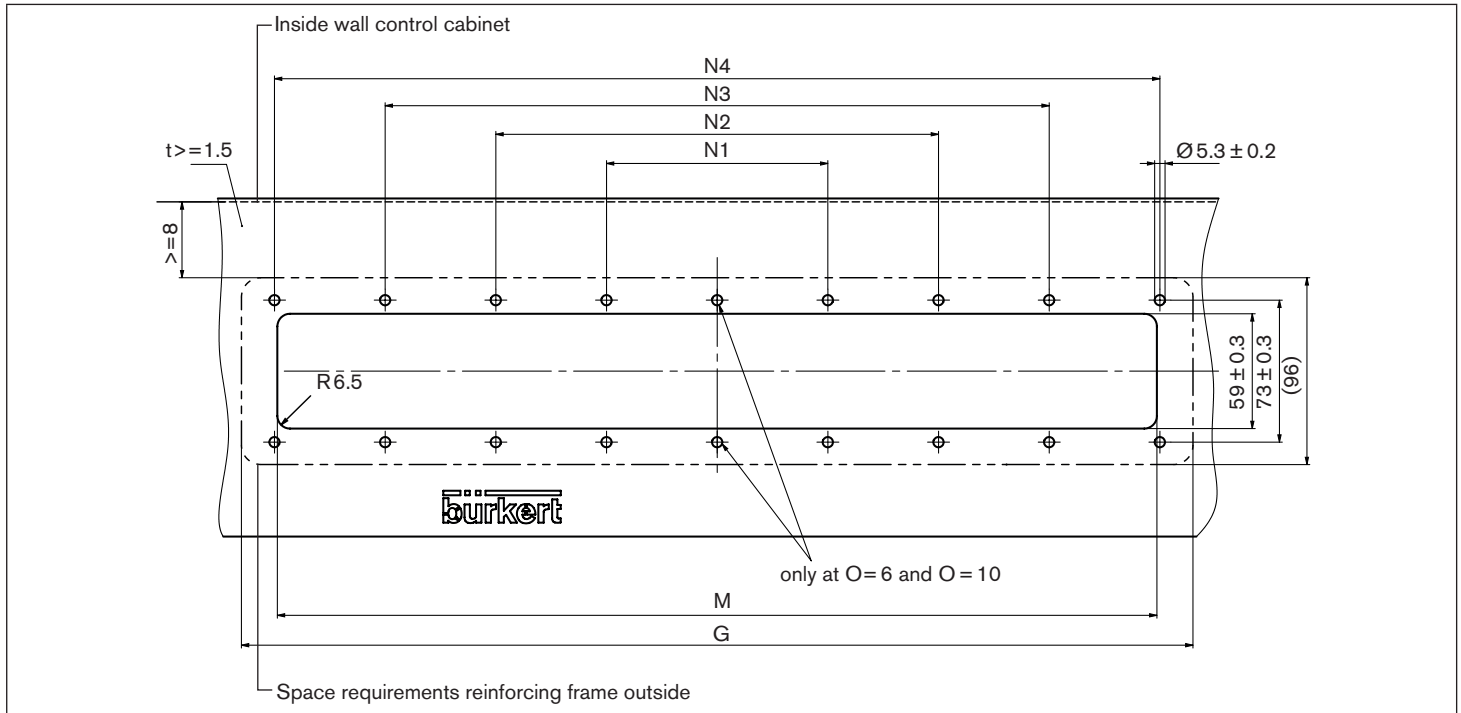 Inside wall control cabinet
N4
N3
N2
N1
t>=1.5
Ø5.3±0.2
>=8
R6.5
59±0.3
73±0.3
(96)
bürkert
only at O=6 and O=10
M
G
Space requirements reinforcing frame outside